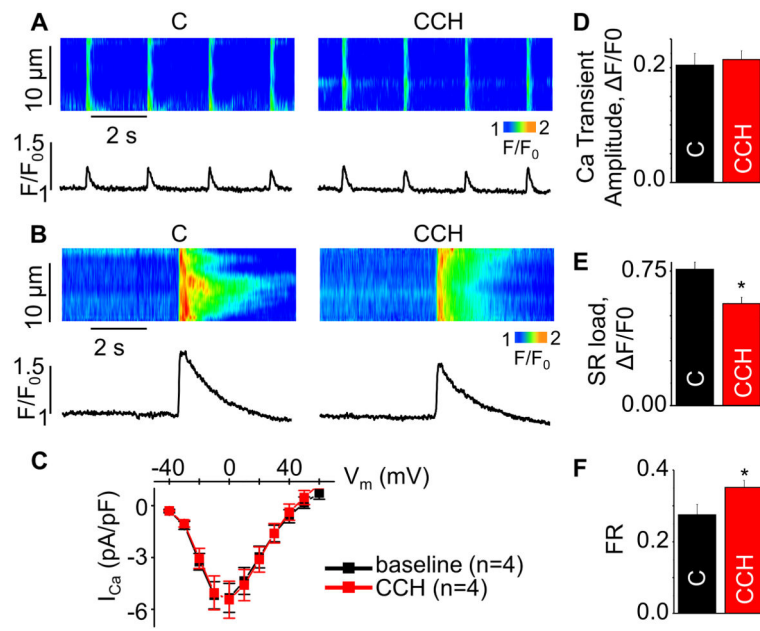 A
C
CCH
10 µm
2 s
1 2
F/F0
1.5
F/F0
1
B
C
CCH
10 µm
2 s
1 2
F/F0
1.5
F/F0
1
C
-40 0 40 Vm (mV)
0
-3
-6
ICa (pA/pF)
baseline (n=4)
CCH (n=4)
D
Ca Transient
Amplitude, ΔF/F0
0.2
0.0
C
CCH
E
SR load,
ΔF/F0
0.75
0.00
C
*
CCH
F
FR
0.4
0.2
0.0
C
*
CCH